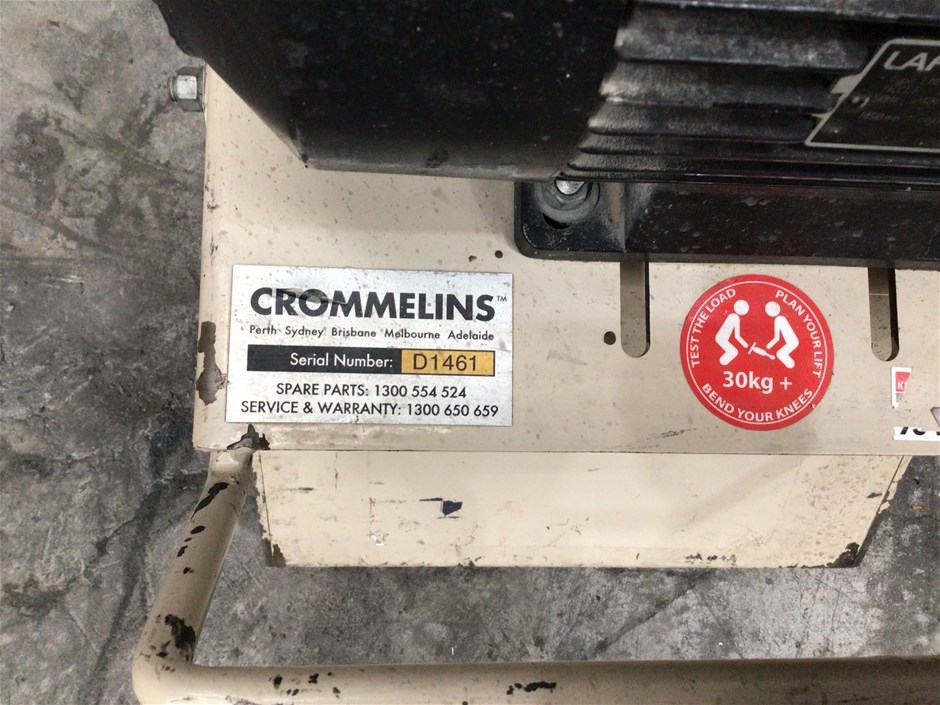 LAF
CROMMELINS™
Perth Sydney Brisbane Melbourne Adelaide
Serial Number: D1461
SPARE PARTS: 1300 554 524
SERVICE & WARRANTY: 1300 650 659
TEST THE LOAD
PLAN YOUR LIFT
30kg +
BEND YOUR KNEES